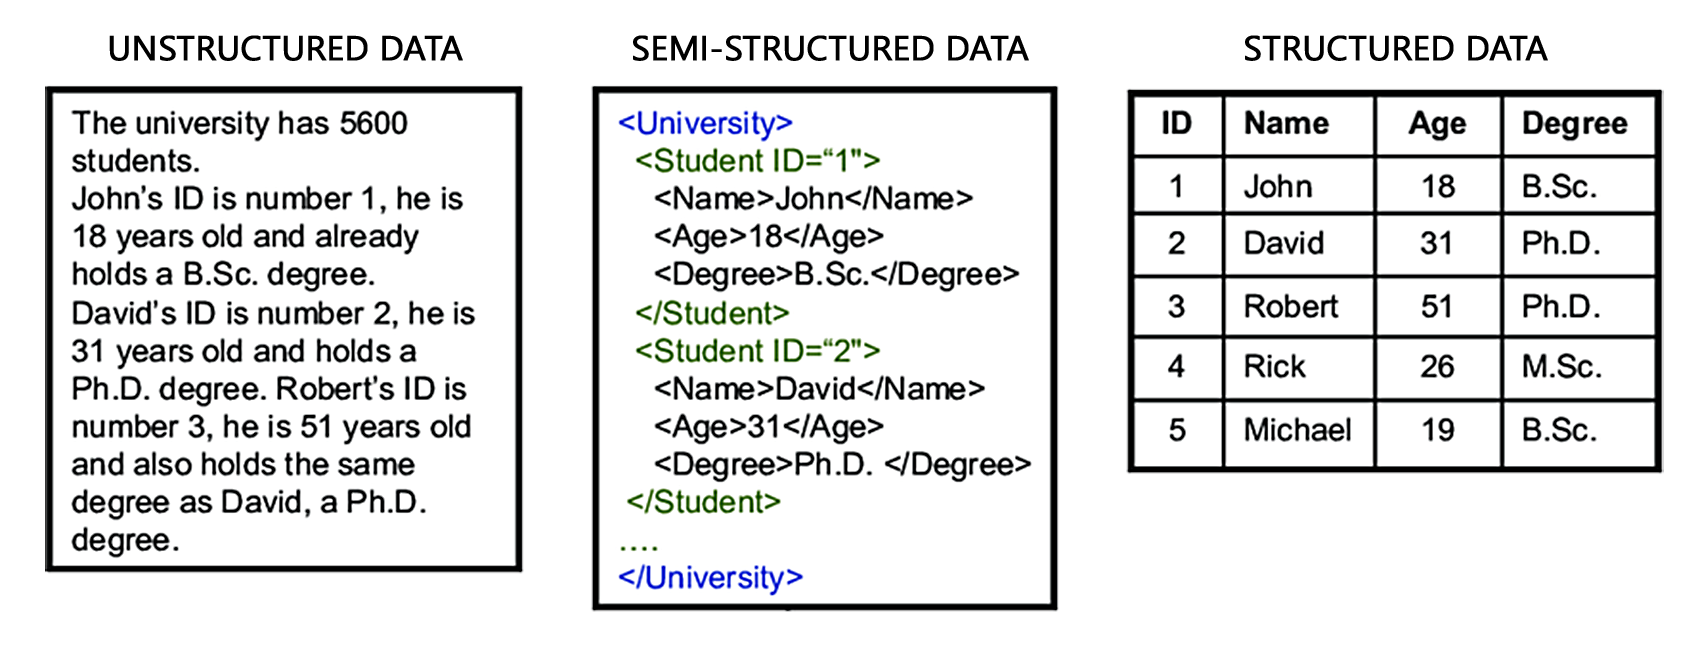 UNSTRUCTURED DATA
The university has 5600
students.
John's ID is number 1, he is
18 years old and already
holds a B.Sc. degree.
David's ID is number 2, he is
31 years old and holds a
Ph.D. degree. Robert's ID is
number 3, he is 51 years old
and also holds the same
degree as David, a Ph.D.
degree.
SEMI-STRUCTURED DATA
<University>
<Student ID=“1">
<Name>John</Name>
<Age>18</Age>
<Degree>B.Sc.</Degree>
</Student>
<Student ID=“2">
<Name>David</Name>
<Age>31</Age>
<Degree>Ph.D. </Degree>
</Student>
....
</University>
STRUCTURED DATA
ID Name Age Degree
1 John 18 B.Sc.
2 David 31 Ph.D.
3 Robert 51 Ph.D.
4 Rick 26 M.Sc.
5 Michael 19 B.Sc.